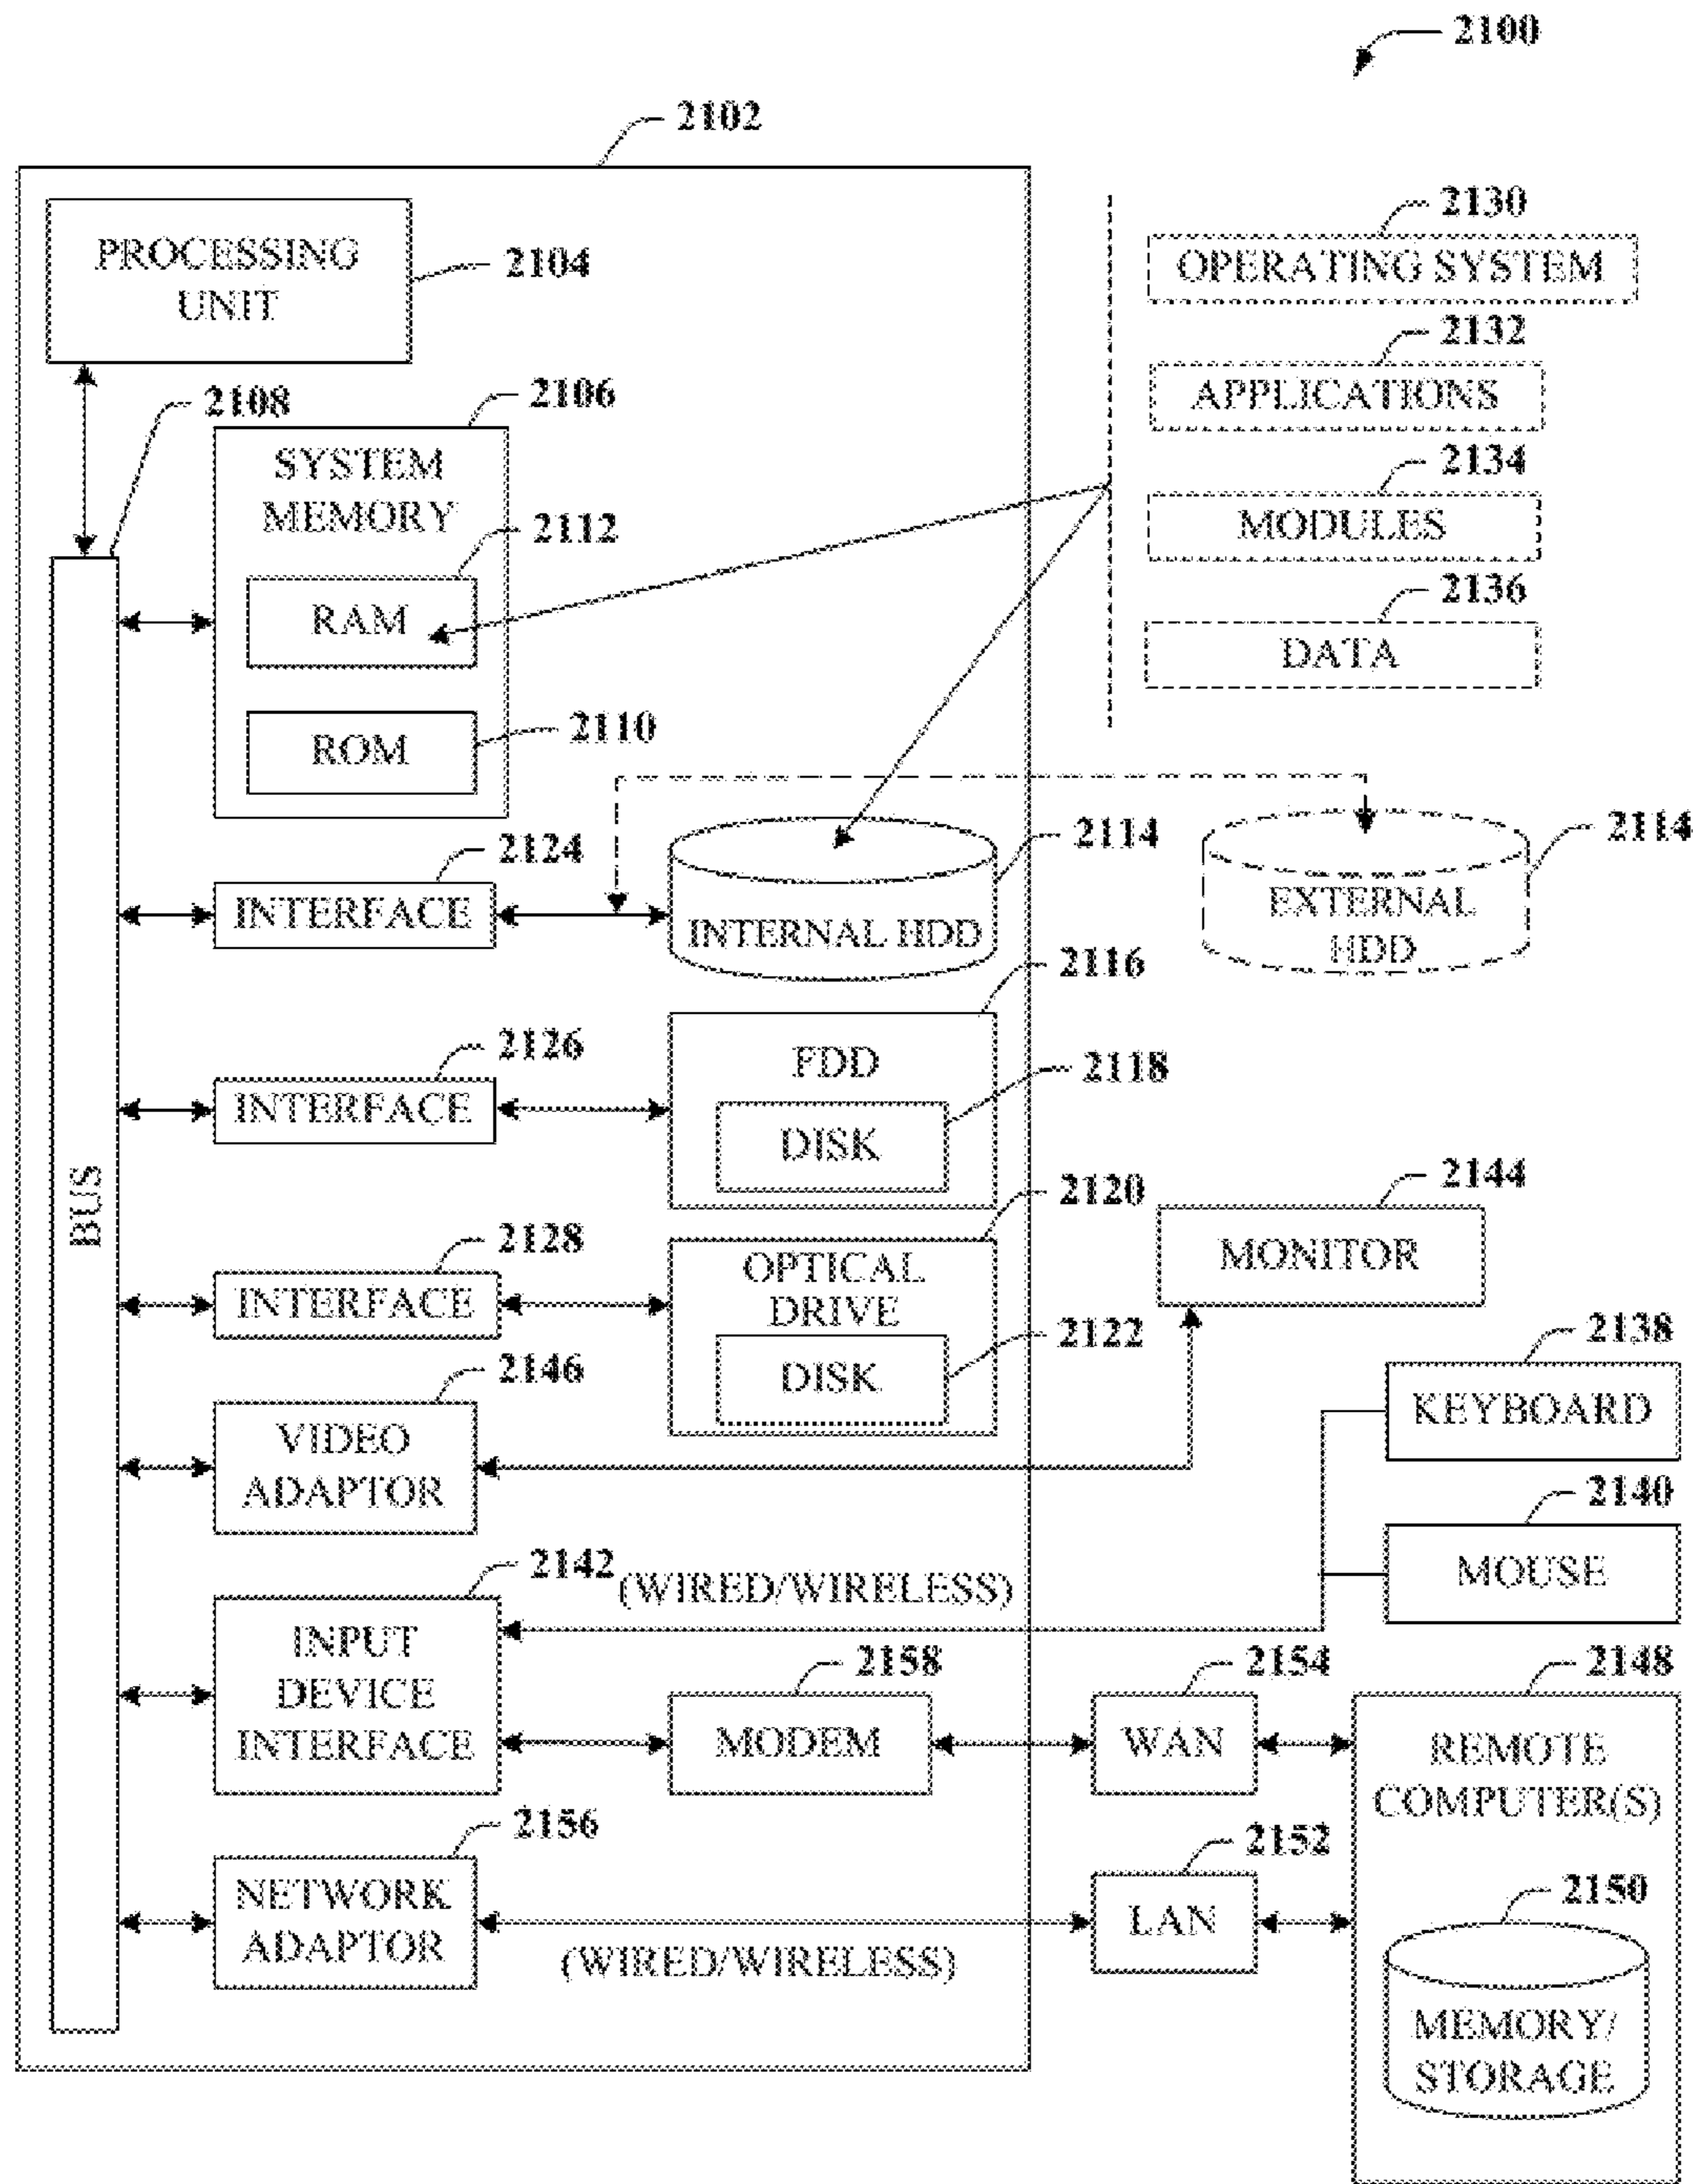 2100
2102
PROCESSING
UNIT
2104
2130
OPERATING SYSTEM
2132
APPLICATIONS
2134
MODULES
2136
DATA
2108
2106
SYSTEM
MEMORY
2112
RAM
2110
ROM
BUS
2124
INTERFACE
2114
INTERNAL HDD
2114
EXTERNAL
HDD
2126
INTERFACE
2116
FDD
2118
DISK
2128
INTERFACE
2120
OPTICAL
DRIVE
2122
DISK
2144
MONITOR
2146
VIDEO
ADAPTOR
2138
KEYBOARD
2140
MOUSE
2142
(WIRED/WIRELESS)
INPUT
DEVICE
INTERFACE
2158
MODEM
2154
WAN
2148
REMOTE
COMPUTER(S)
2156
NETWORK
ADAPTOR
(WIRED/WIRELESS)
2152
LAN
2150
MEMORY/
STORAGE